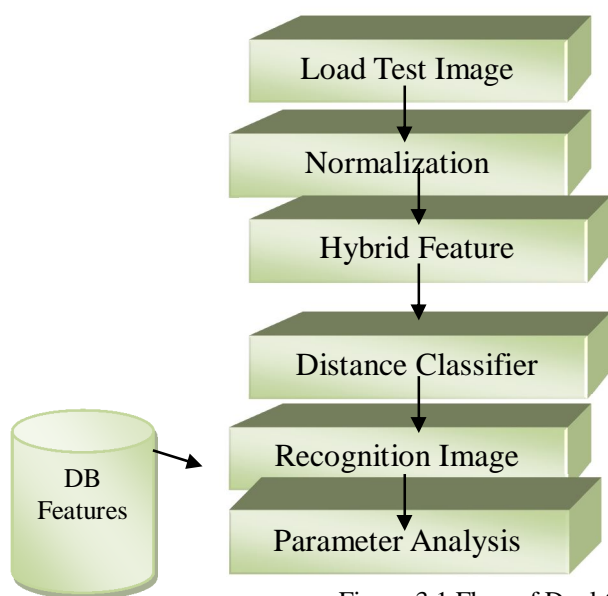 Load Test Image
Normalization
Hybrid Feature
Distance Classifier
Recognition Image
DB
Features
Parameter Analysis